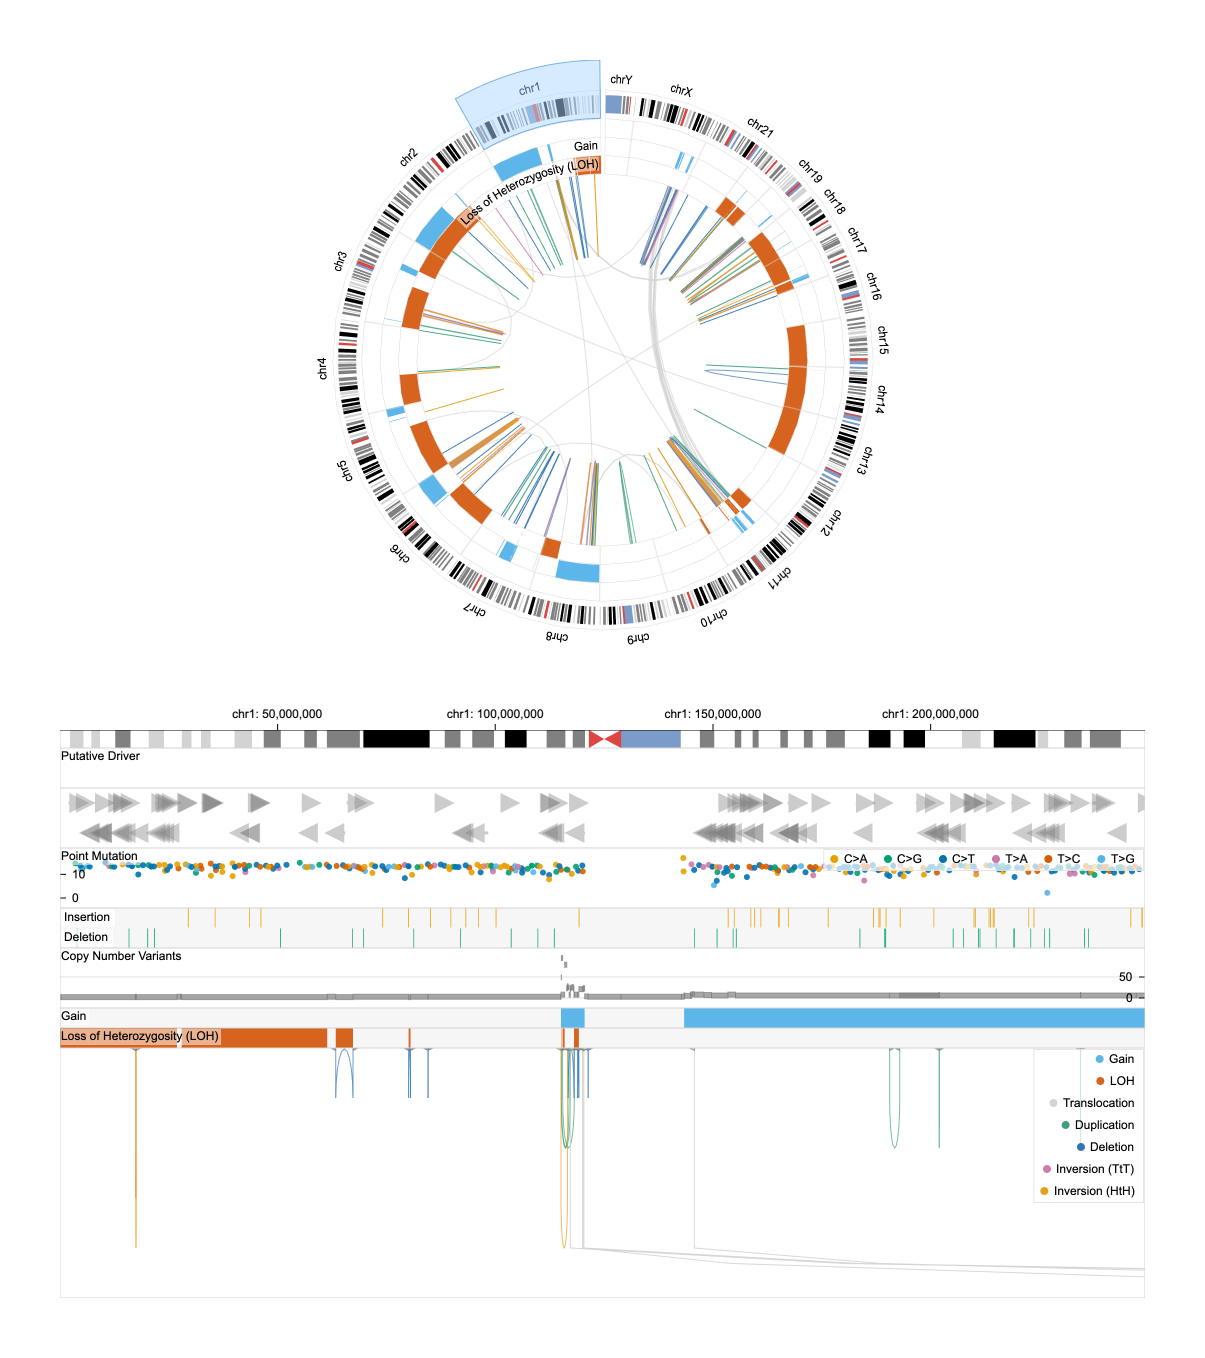 chrY
chrX
chr21
chr19
chr18
chr17
chr16
chr15
chr14
chr13
chr12
chr11
chr10
chr9
chr8
chr7
chr6
chr5
chr4
chr3
chr2
chr1
Gain
Loss of Heterozygosity (LOH)
chr1: 50,000,000 chr1: 100,000,000 chr1: 150,000,000 chr1: 200,000,000
Putative Driver
Point Mutation
C>A C>G C>T T>A T>C T>G
10
0
Insertion
Deletion
Copy Number Variants
50
0
Gain
Loss of Heterozygosity (LOH)
Gain
LOH
Translocation
Duplication
Deletion
Inversion (TtT)
Inversion (HtH)